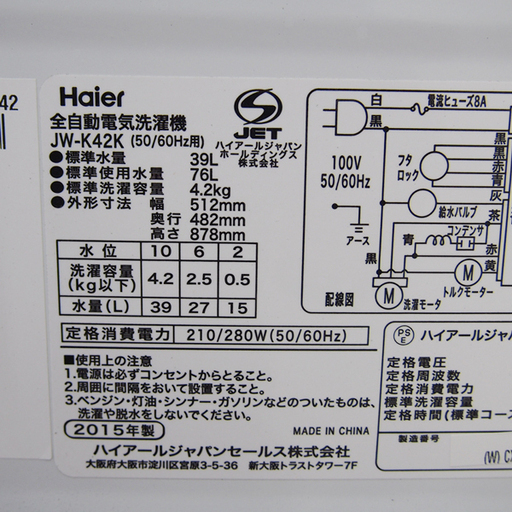 42
Haier
全自動電気洗濯機
JW-K42K (50/60Hz用)
●標準水量 39L
●標準使用水量 76L
●標準洗濯容量 4.2kg
●外形寸法 幅 512mm
奥行 482mm
高さ 878mm
JET
ハイアールジャパン
ホールディングス
株式会社
水位 10 6 2
洗濯容量(kg以下) 4.2 2.5 0.5
水量(L) 39 27 15
定格消費電力 210/280W(50/60Hz)
■使用上の注意
1.電源は必ずコンセントからとること。
2.周囲に間隔をおいて設置すること。
3.ベンジン・灯油・シンナー・ガソリンなどのついたものは、
洗濯や脱水をしないでください。
2015年製
MADE IN CHINA
ハイアールジャパンセールス株式会社
大阪府大阪市淀川区宮原3-5-36 新大阪トラストタワー7F
白
電流ヒューズ8A
黒
100V
50/60Hz
フタ
ロック
黒
黒
赤
青
灰
給水バルブ
茶
アース
コンデンサ
青
赤
黒
黄
M
トルクモーター
M
洗濯モータ
配線図
PS
E
ハイアールジャパ
定格電圧
定格周波数
定格消費電力
標準洗濯容量
定格時間(標準コース
製造番号
(W) C